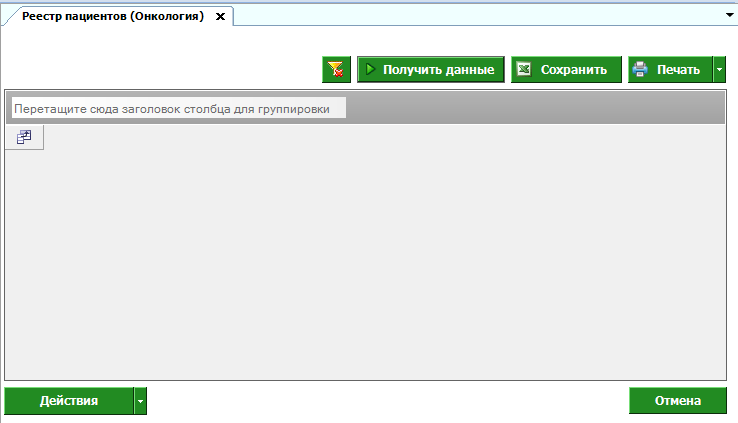 Реестр пациентов (Онкология)
Получить данные
Сохранить
Печать
Перетащите сюда заголовок столбца для группировки
Действия
Отмена